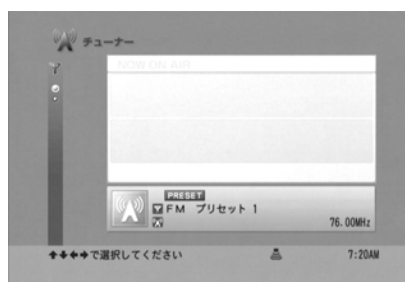 チューナー
NOW ON AIR
PRESET
FM プリセット 1
76.00MHz
↑↓←→で選択してください
7:20AM